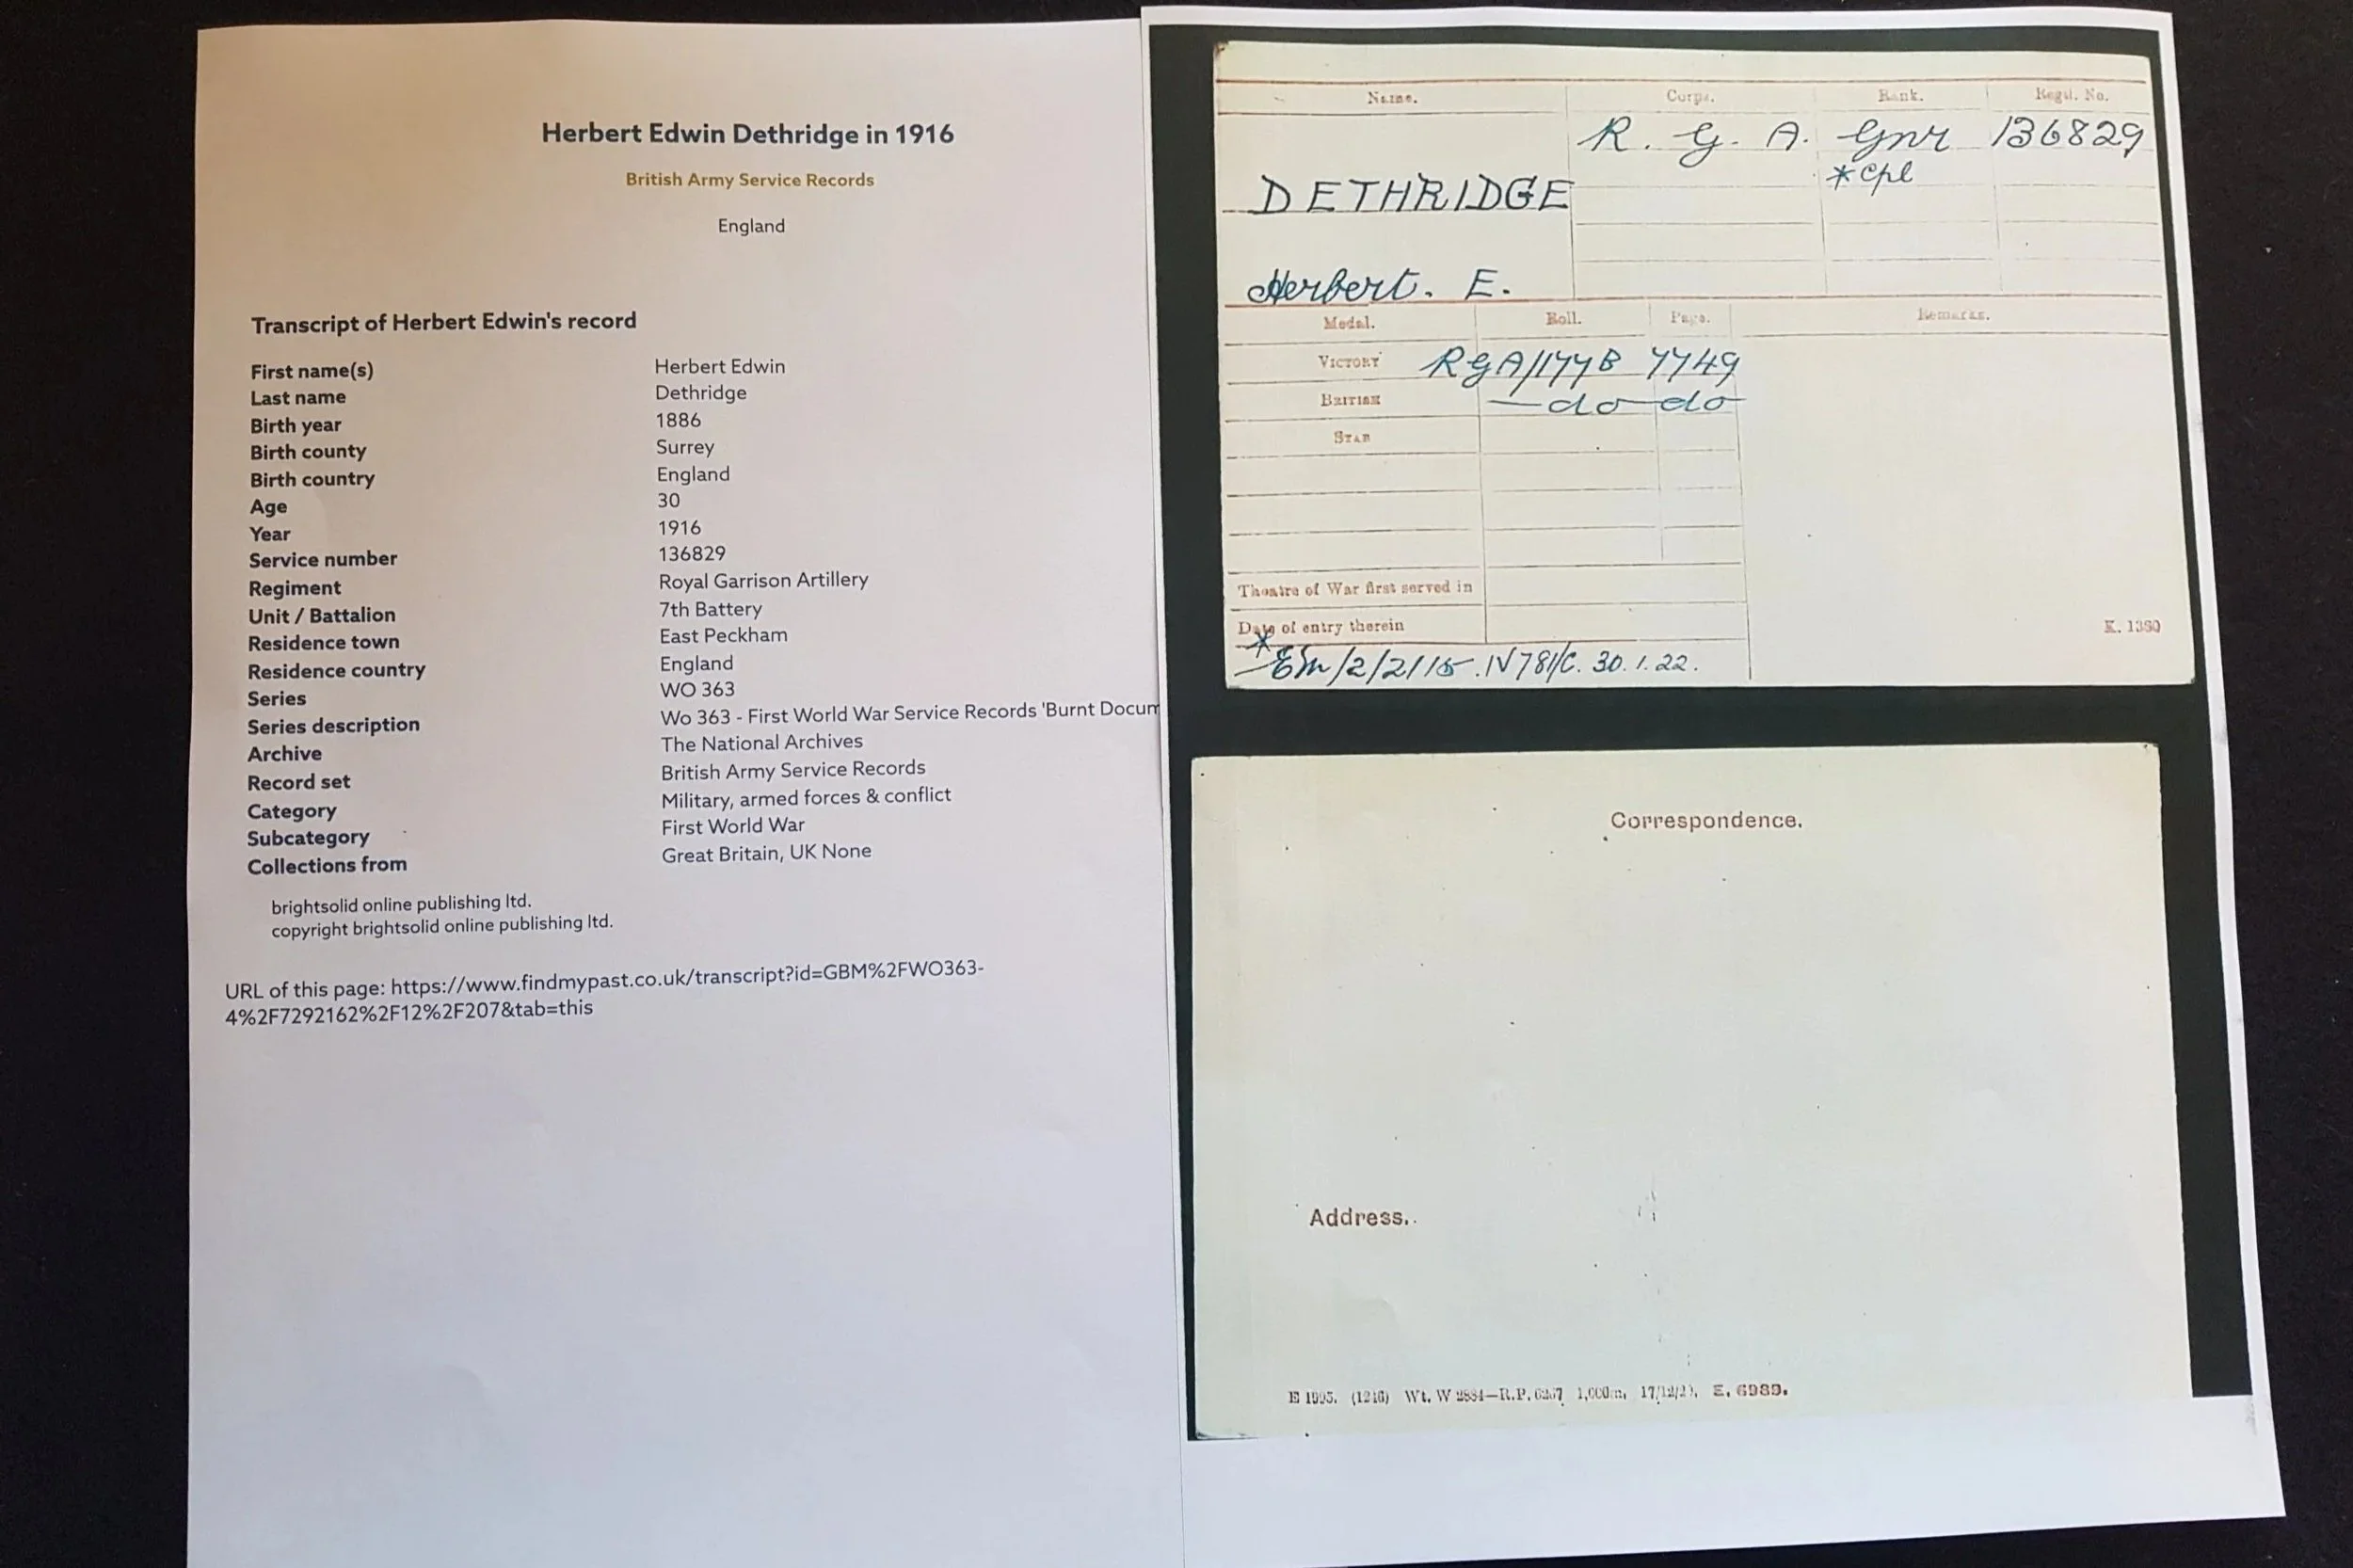 Herbert Edwin Dethridge in 1916
British Army Service Records
England
Transcript of Herbert Edwin's record
First name(s) Herbert Edwin
Last name Dethridge
Birth year 1886
Birth county Surrey
Birth country England
Age 30
Year 1916
Service number 136829
Regiment Royal Garrison Artillery
Unit / Battalion 7th Battery
Residence town East Peckham
Residence country England
Series WO 363
Series description Wo 363 - First World War Service Records 'Burnt Docum
Archive The National Archives
Record set British Army Service Records
Category Military, armed forces & conflict
Subcategory First World War
Collections from Great Britain, UK None
brightsolid online publishing ltd.
copyright brightsolid online publishing ltd.
URL of this page: https://www.findmypast.co.uk/transcript?id=GBM%2FWO363-
4%2F7292162%2F12%2F207&tab=this
Name. Corps. Rank. Regtl. No.
R. G. A. Gnr 136829
*Cpl
DETHRIDGE
Herbert. E.
Medal. Roll. Page. Remarks.
VICTORY RGA/177B 7749
BRITISH —do— do—
STAR
Theatre of War first served in
Date of entry therein
K. 1380
* Em/2/2115. IV781/C. 30.1.22.
Correspondence.
Address.
E 1995. (1246) Wt. W 2884—R.P. 1,000m, E. 6989.